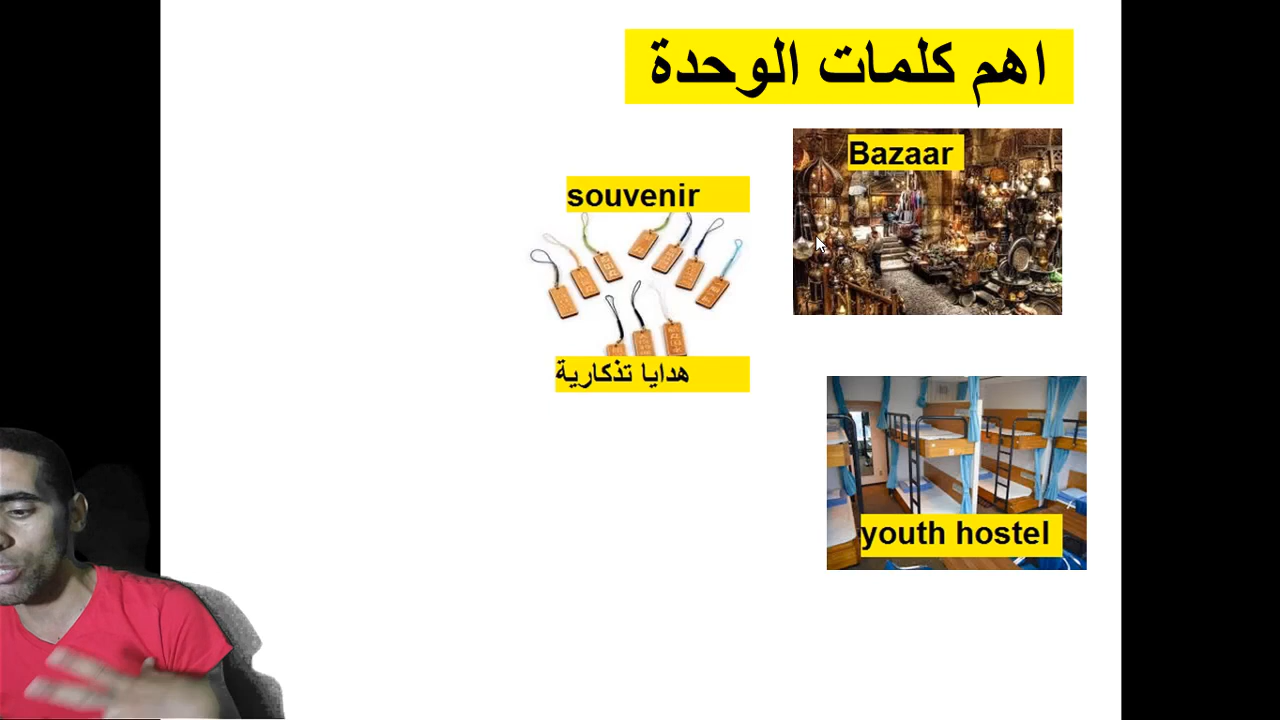 اهم كلمات الوحدة
Bazaar
souvenir
هدايا تذكارية
youth hostel